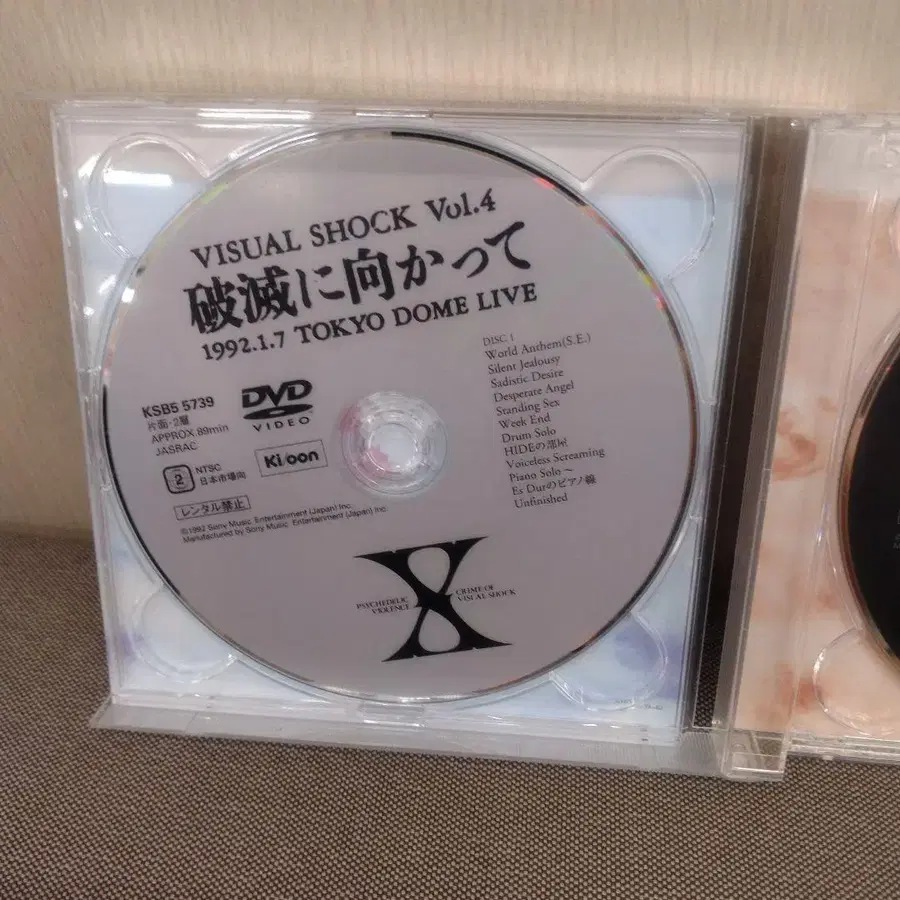 VISUAL SHOCK Vol.4
破滅に向かって
1992.1.7 TOKYO DOME LIVE
DISC 1
World Anthem(S.E.)
Silent Jealousy
Sadistic Desire
Desperate Angel
Standing Sex
Week End
Drum Solo
HIDEの部屋
Voiceless Screaming
Piano Solo~
Es Durのピアノ線
Unfinished
KSB5 5739
片面・2層
APPROX.89min
JASRAC
DVD
VIDEO
2
NTSC
日本市場向
Ki/oon
レンタル禁止
©1992 Sony Music Entertainment (Japan) Inc.
Manufactured by Sony Music Entertainment (Japan) Inc.
X
PSYCHEDELIC
VIOLENCE
CRIME OF
VISUAL SHOCK